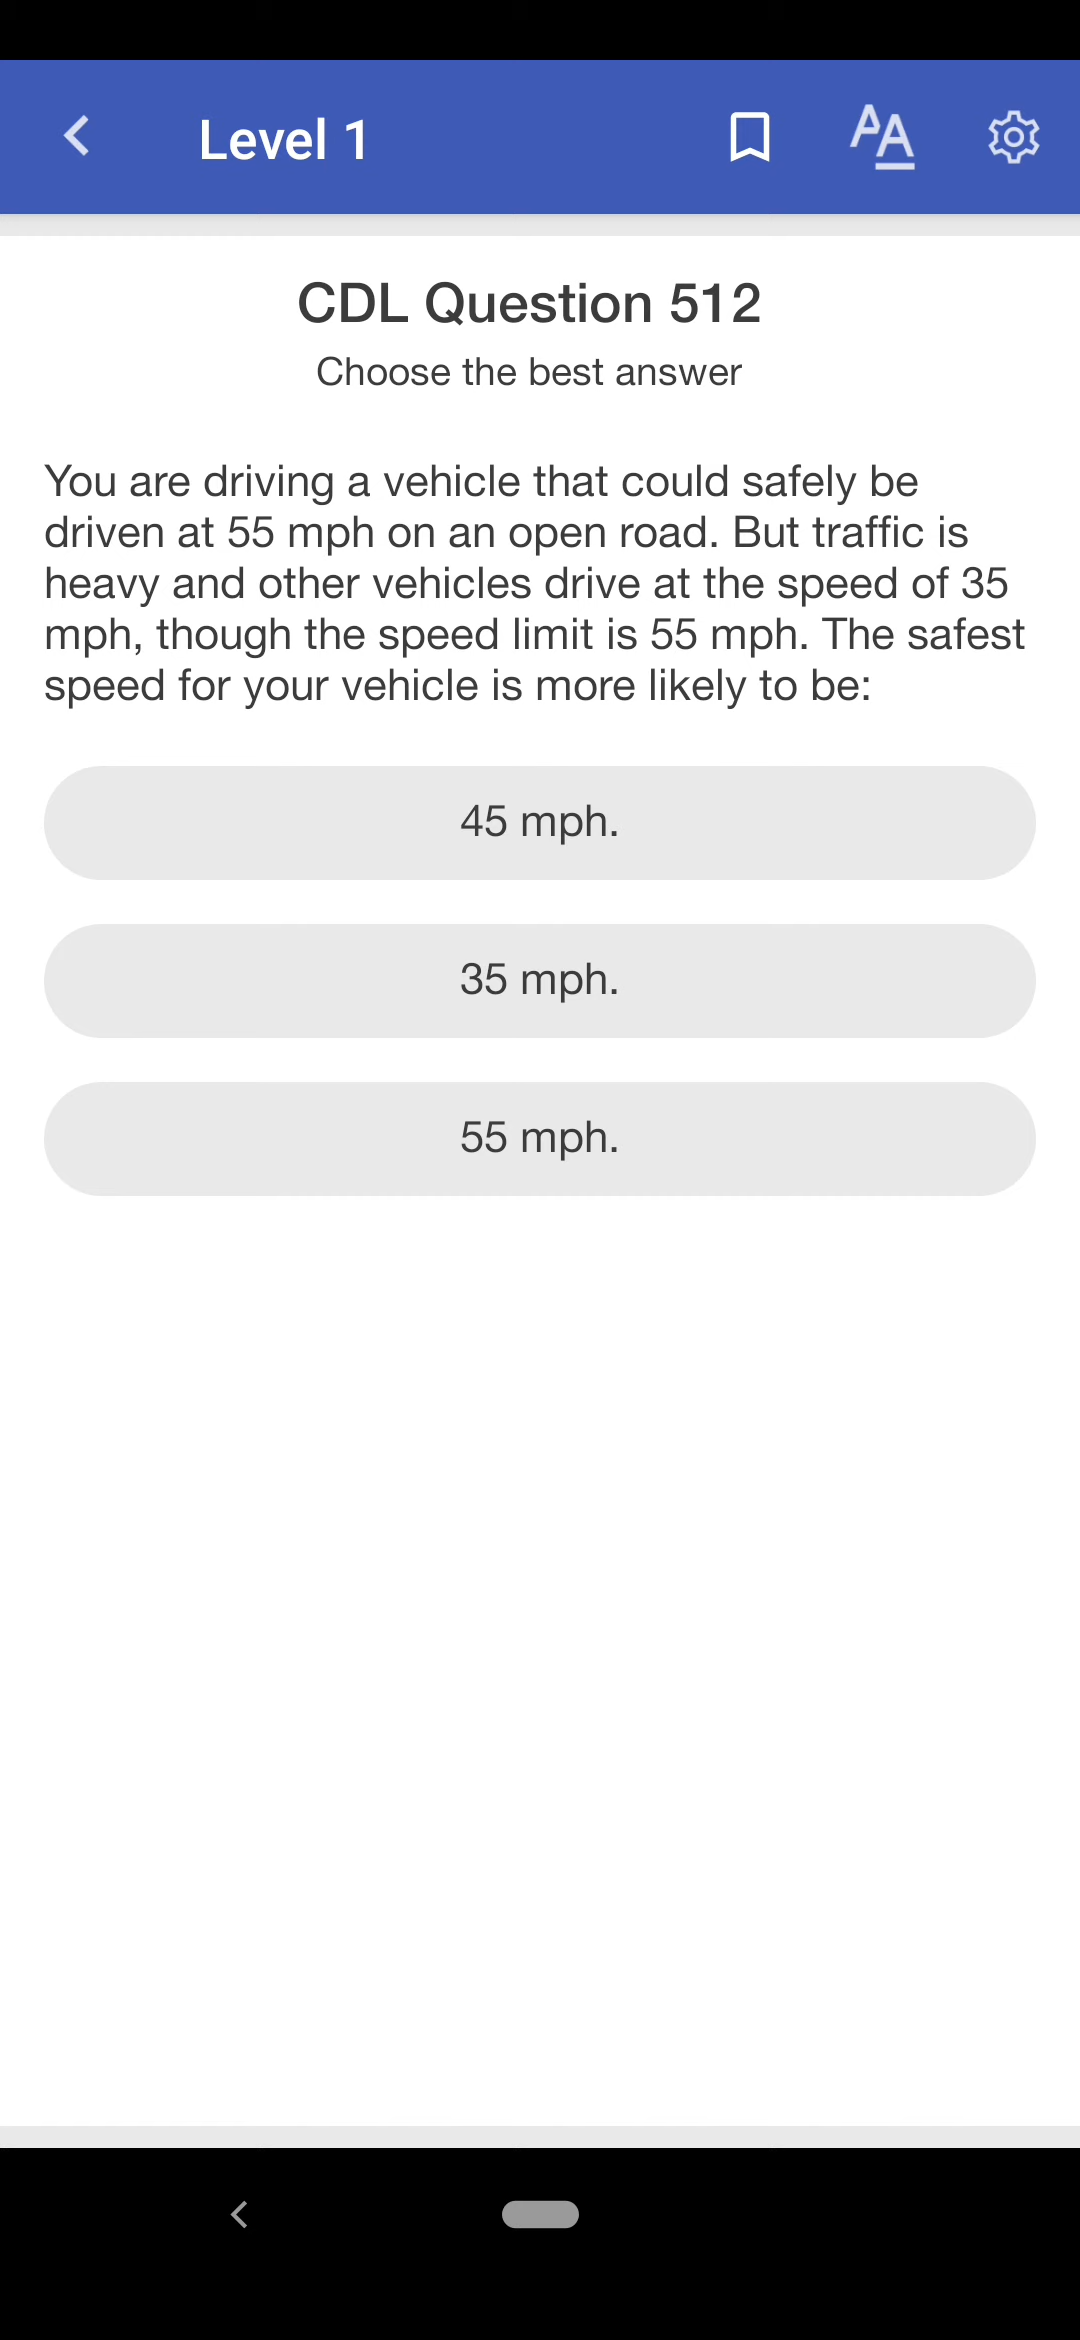 Level 1
CDL Question 512
Choose the best answer
You are driving a vehicle that could safely be
driven at 55 mph on an open road. But traffic is
heavy and other vehicles drive at the speed of 35
mph, though the speed limit is 55 mph. The safest
speed for your vehicle is more likely to be:
45 mph.
35 mph.
55 mph.